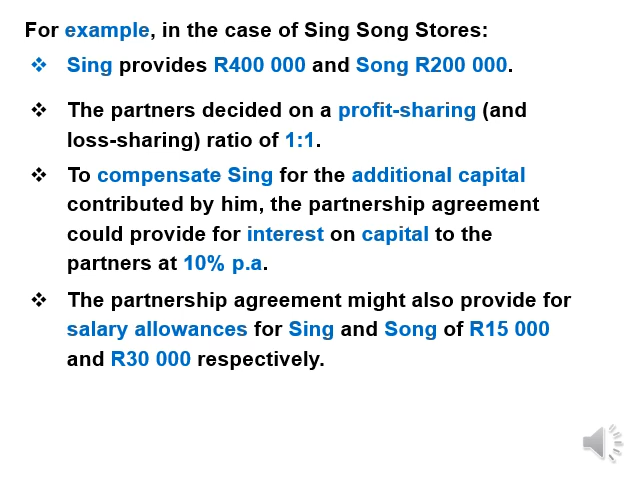 For example, in the case of Sing Song Stores:
❖ Sing provides R400 000 and Song R200 000.
❖ The partners decided on a profit-sharing (and
loss-sharing) ratio of 1:1.
❖ To compensate Sing for the additional capital
contributed by him, the partnership agreement
could provide for interest on capital to the
partners at 10% p.a.
❖ The partnership agreement might also provide for
salary allowances for Sing and Song of R15 000
and R30 000 respectively.